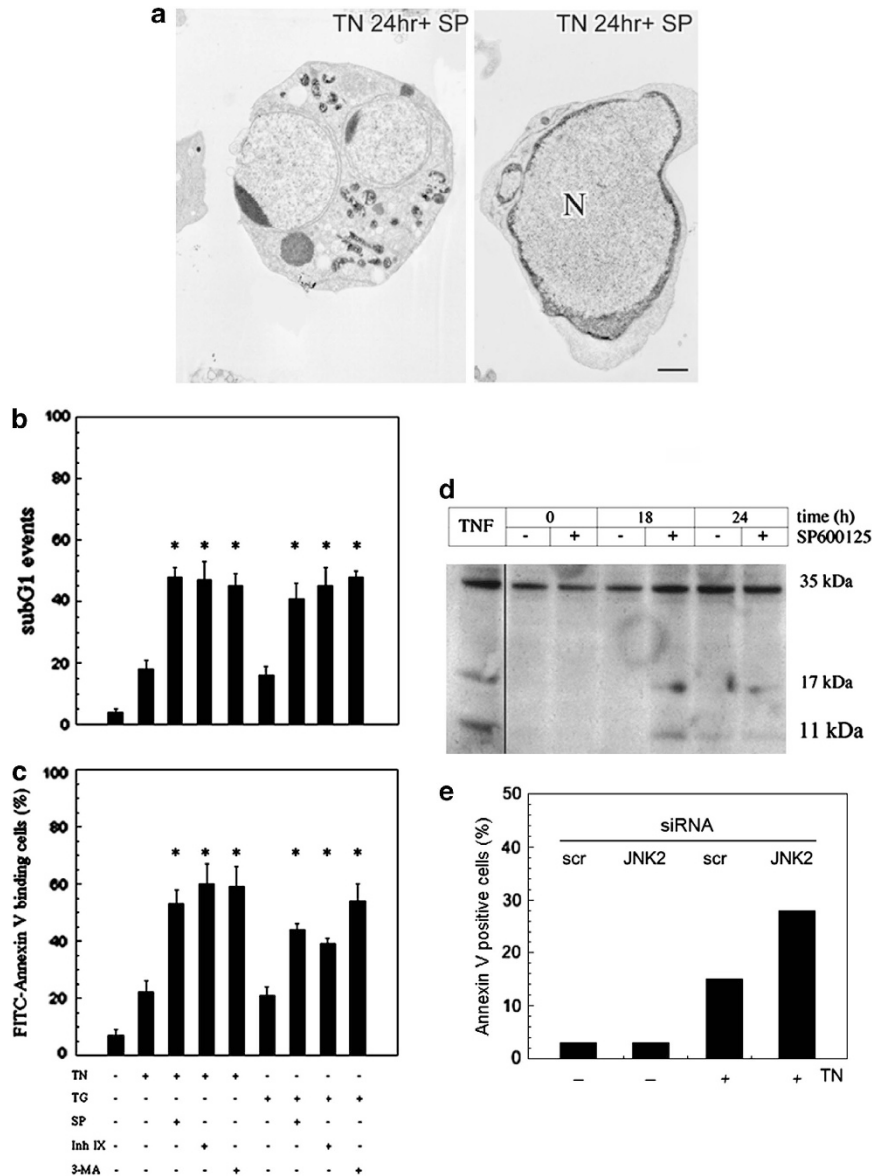 a
TN 24hr+ SP
TN 24hr+ SP
N
b
100
80
60
40
20
0
subG1 events
* * * * * *
c
100
80
60
40
20
0
FITC-Annexin V binding cells (%)
* * * * * *
TN - + + + + - - - -
TG - - - - - + + + +
SP - - + - - - + - -
Inh IX - - - + - - - + -
3-MA - - - - + - - - +
d
TNF 0 18 24 time (h)
- + - + - + SP600125
35 kDa
17 kDa
11 kDa
e
50
40
30
20
10
0
Annexin V positive cells (%)
siRNA
scr JNK2 scr JNK2
– – + + TN